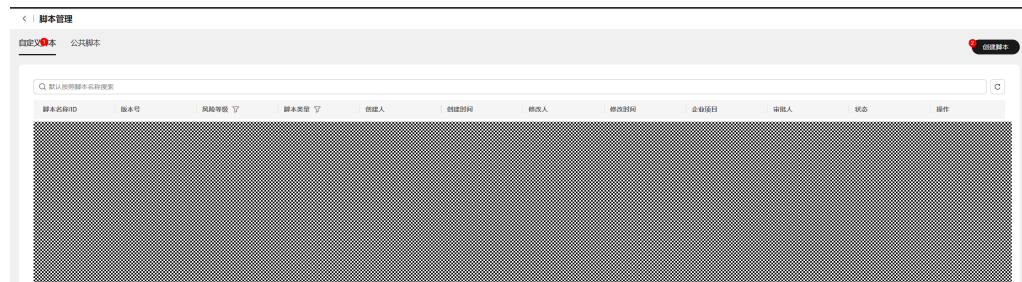 脚本管理
自定义脚本 1 公共脚本
2 创建脚本
默认按照脚本名称搜索
脚本名称/ID 版本号 风险等级 脚本类型 创建人 创建时间 修改人 修改时间 企业项目 审批人 状态 操作